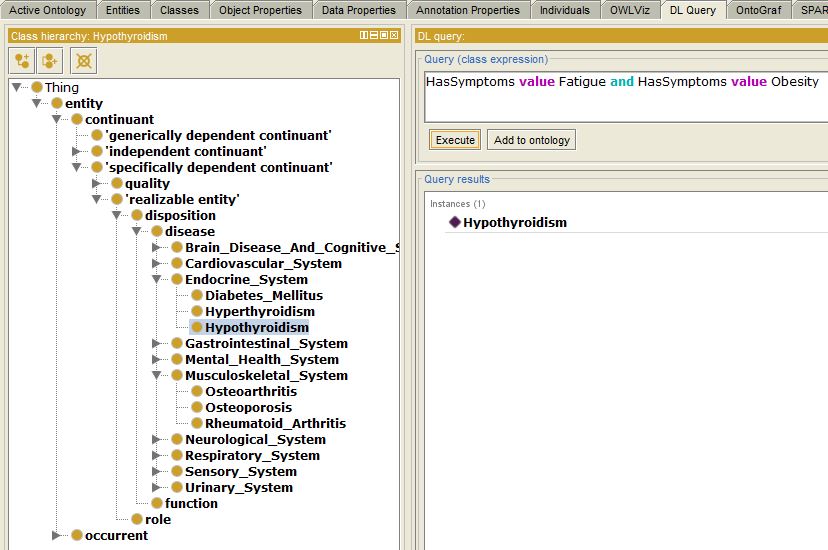 Active Ontology Entities Classes Object Properties Data Properties Annotation Properties Individuals OWLViz DL Query OntoGraf SPAR
Class hierarchy: Hypothyroidism
Thing
entity
continuant
'generically dependent continuant'
'independent continuant'
'specifically dependent continuant'
quality
'realizable entity'
disposition
disease
Brain_Disease_And_Cognitive_S
Cardiovascular_System
Endocrine_System
Diabetes_Mellitus
Hyperthyroidism
Hypothyroidism
Gastrointestinal_System
Mental_Health_System
Musculoskeletal_System
Osteoarthritis
Osteoporosis
Rheumatoid_Arthritis
Neurological_System
Respiratory_System
Sensory_System
Urinary_System
function
role
occurrent
DL query:
Query (class expression)
HasSymptoms value Fatigue and HasSymptoms value Obesity
Execute Add to ontology
Query results
Instances (1)
Hypothyroidism